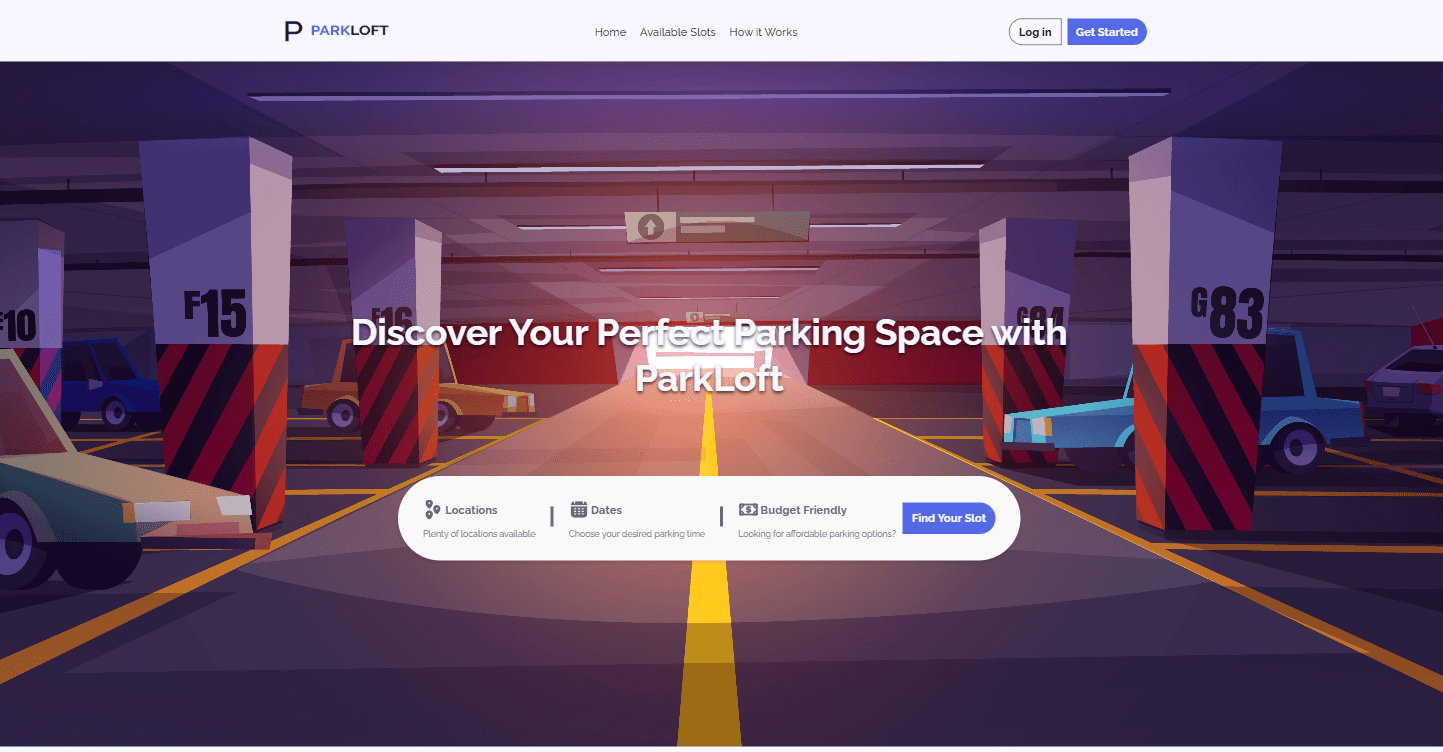 P PARKLOFT
Home Available Slots How it Works
Log in Get Started
F15
F16
F10
G84
G83
Discover Your Perfect Parking Space with
ParkLoft
Locations
Plenty of locations available
Dates
Choose your desired parking time
Budget Friendly
Looking for affordable parking options?
Find Your Slot